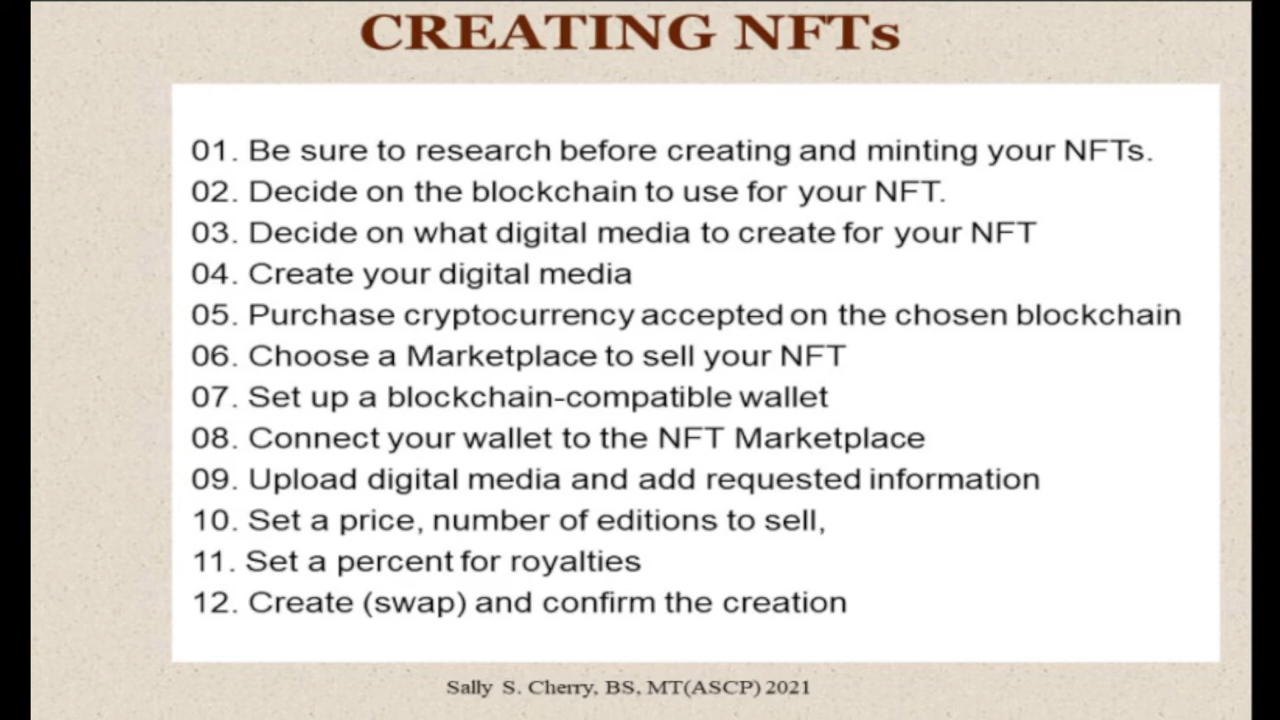 CREATING NFTs
01. Be sure to research before creating and minting your NFTs.
02. Decide on the blockchain to use for your NFT.
03. Decide on what digital media to create for your NFT
04. Create your digital media
05. Purchase cryptocurrency accepted on the chosen blockchain
06. Choose a Marketplace to sell your NFT
07. Set up a blockchain-compatible wallet
08. Connect your wallet to the NFT Marketplace
09. Upload digital media and add requested information
10. Set a price, number of editions to sell,
11. Set a percent for royalties
12. Create (swap) and confirm the creation
Sally S. Cherry, BS, MT(ASCP) 2021